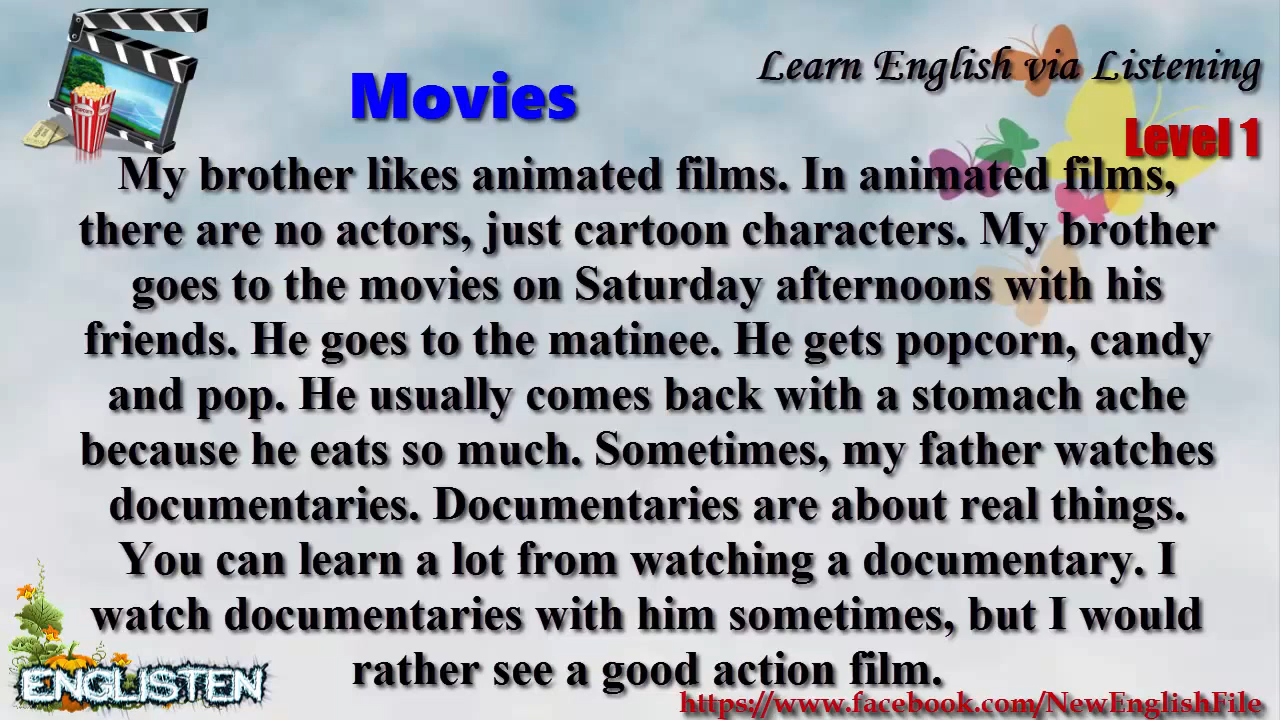 Learn English via Listening
Movies
Level 1
My brother likes animated films. In animated films,
there are no actors, just cartoon characters. My brother
goes to the movies on Saturday afternoons with his
friends. He goes to the matinee. He gets popcorn, candy
and pop. He usually comes back with a stomach ache
because he eats so much. Sometimes, my father watches
documentaries. Documentaries are about real things.
You can learn a lot from watching a documentary. I
watch documentaries with him sometimes, but I would
rather see a good action film.
ENGLISTEN
https://www.facebook.com/NewEnglishFile